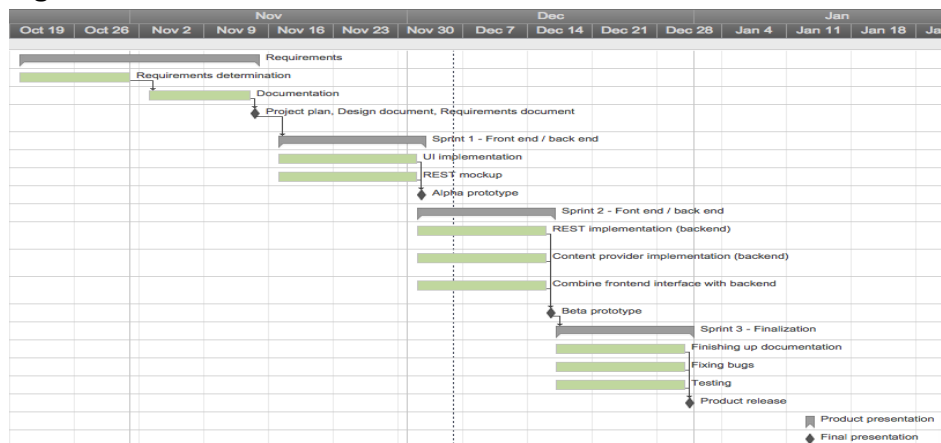 Nov Dec Jan
Oct 19 Oct 26 Nov 2 Nov 9 Nov 16 Nov 23 Nov 30 Dec 7 Dec 14 Dec 21 Dec 28 Jan 4 Jan 11 Jan 18
Requirements
Requirements determination
Documentation
Project plan, Design document, Requirements document
Sprint 1 - Front end / back end
UI implementation
REST mockup
Alpha prototype
Sprint 2 - Font end / back end
REST implementation (backend)
Content provider implementation (backend)
Combine frontend interface with backend
Beta prototype
Sprint 3 - Finalization
Finishing up documentation
Fixing bugs
Testing
Product release
Product presentation
Final presentation